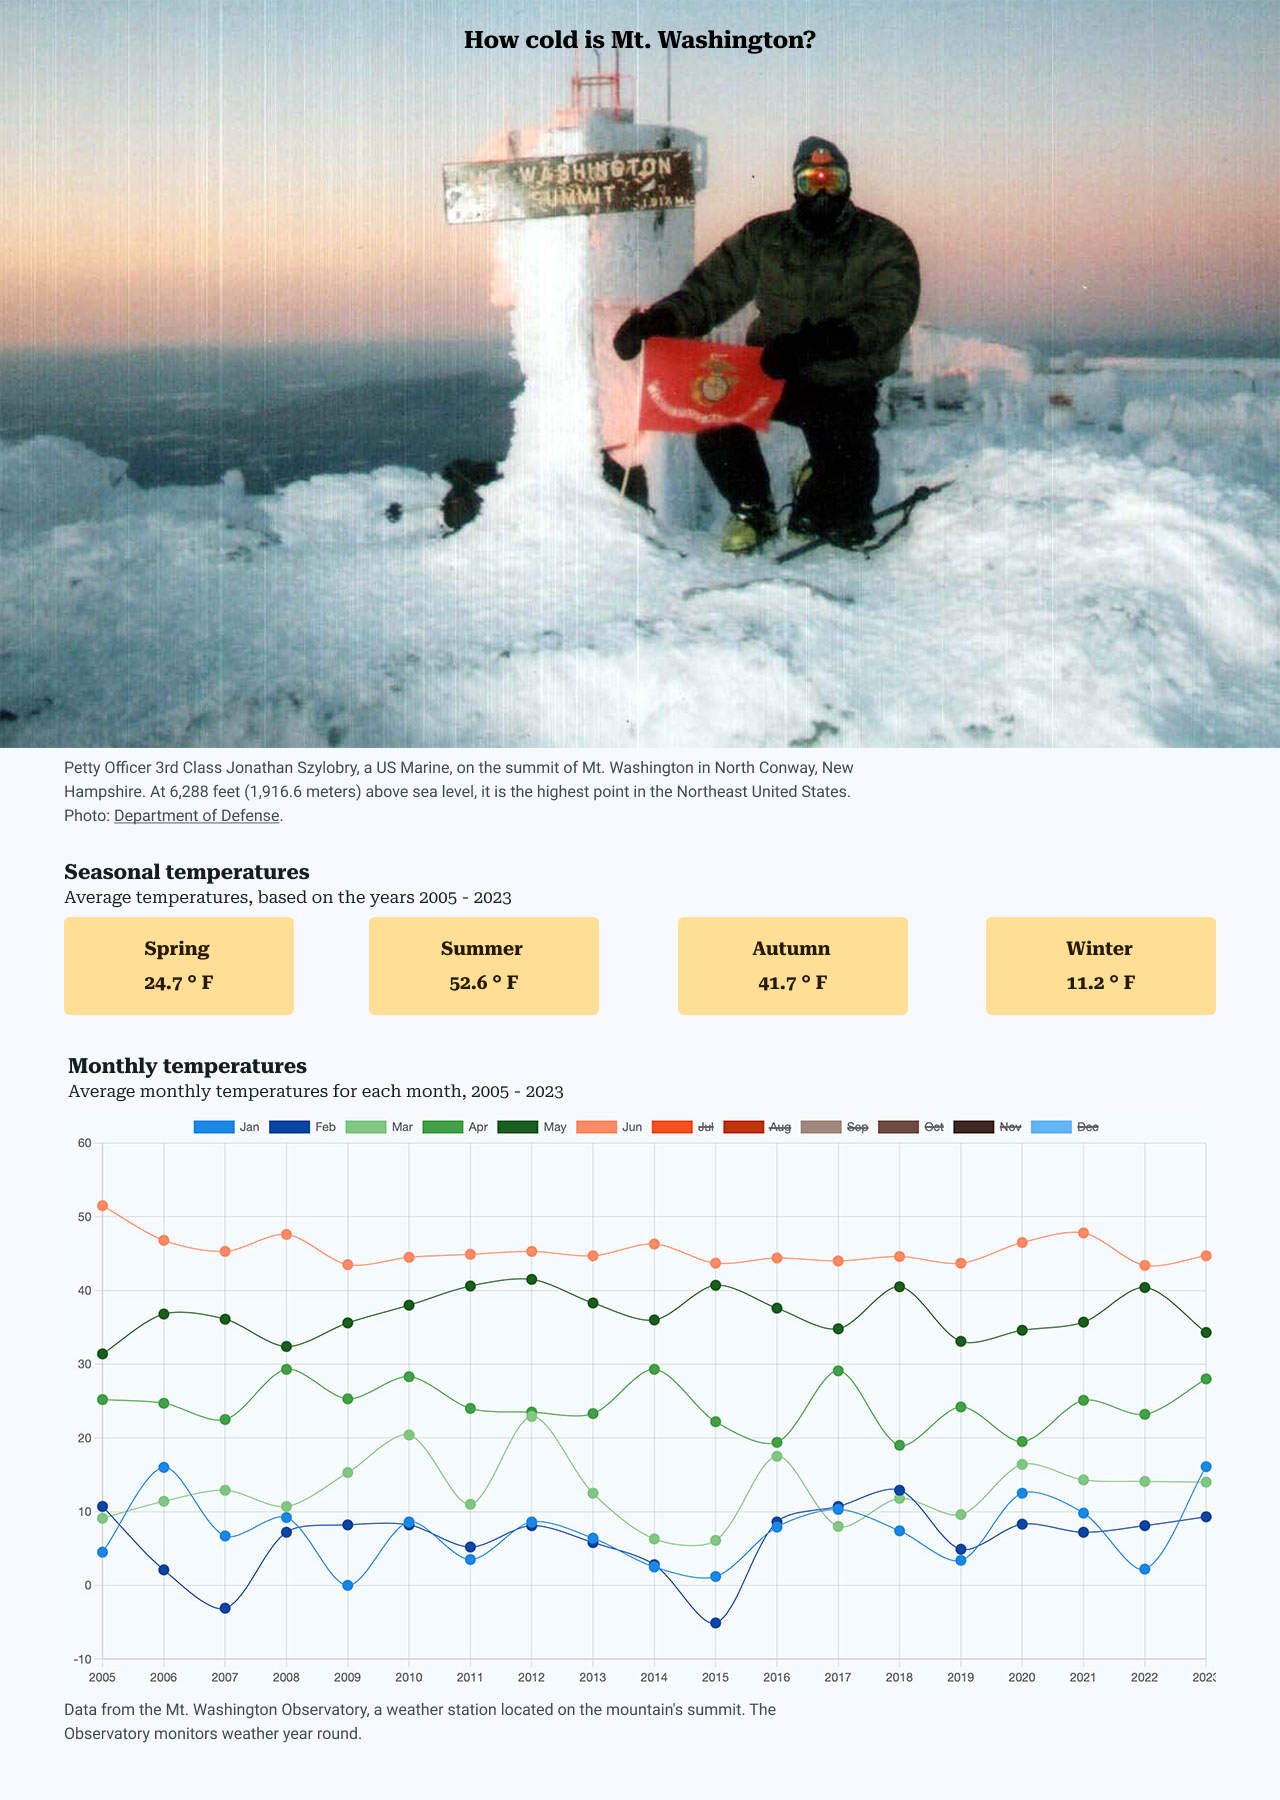 How cold is Mt. Washington?
MT. WASHINGTON
SUMMIT
Petty Officer 3rd Class Jonathan Szylobry, a US Marine, on the summit of Mt. Washington in North Conway, New
Hampshire. At 6,288 feet (1,916.6 meters) above sea level, it is the highest point in the Northeast United States.
Photo: Department of Defense.
Seasonal temperatures
Average temperatures, based on the years 2005 - 2023
Spring
24.7 ° F
Summer
52.6 ° F
Autumn
41.7 ° F
Winter
11.2 ° F
Monthly temperatures
Average monthly temperatures for each month, 2005 - 2023
Jan Feb Mar Apr May Jun Jul Aug Sep Oct Nov Dec
60
50
40
30
20
10
0
-10
2005 2006 2007 2008 2009 2010 2011 2012 2013 2014 2015 2016 2017 2018 2019 2020 2021 2022 2023
Data from the Mt. Washington Observatory, a weather station located on the mountain's summit. The
Observatory monitors weather year round.